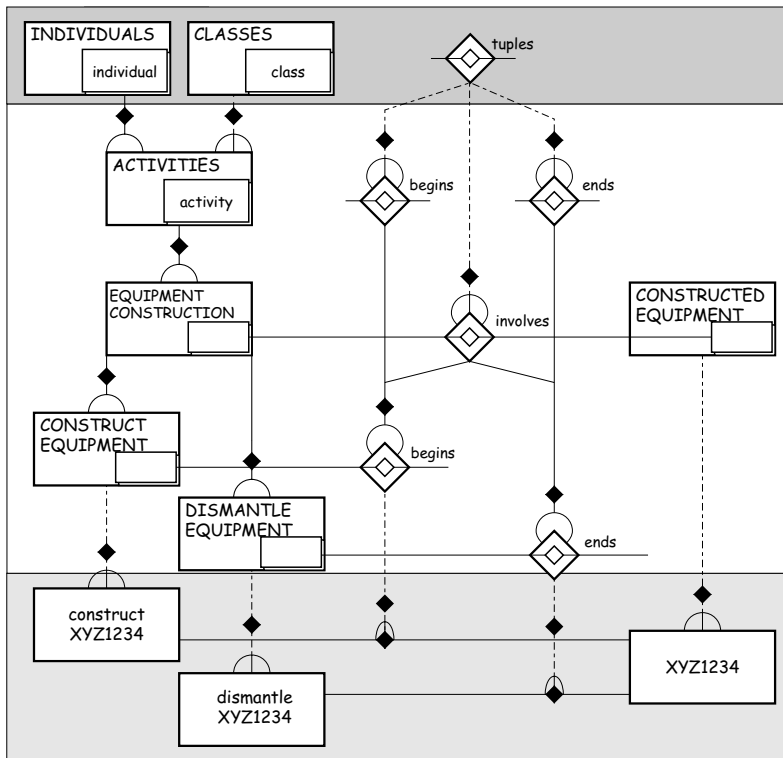 INDIVIDUALS
individual
CLASSES
class
tuples
ACTIVITIES
activity
begins
ends
EQUIPMENT
CONSTRUCTION
involves
CONSTRUCTED
EQUIPMENT
CONSTRUCT
EQUIPMENT
begins
DISMANTLE
EQUIPMENT
ends
construct
XYZ1234
dismantle
XYZ1234
XYZ1234